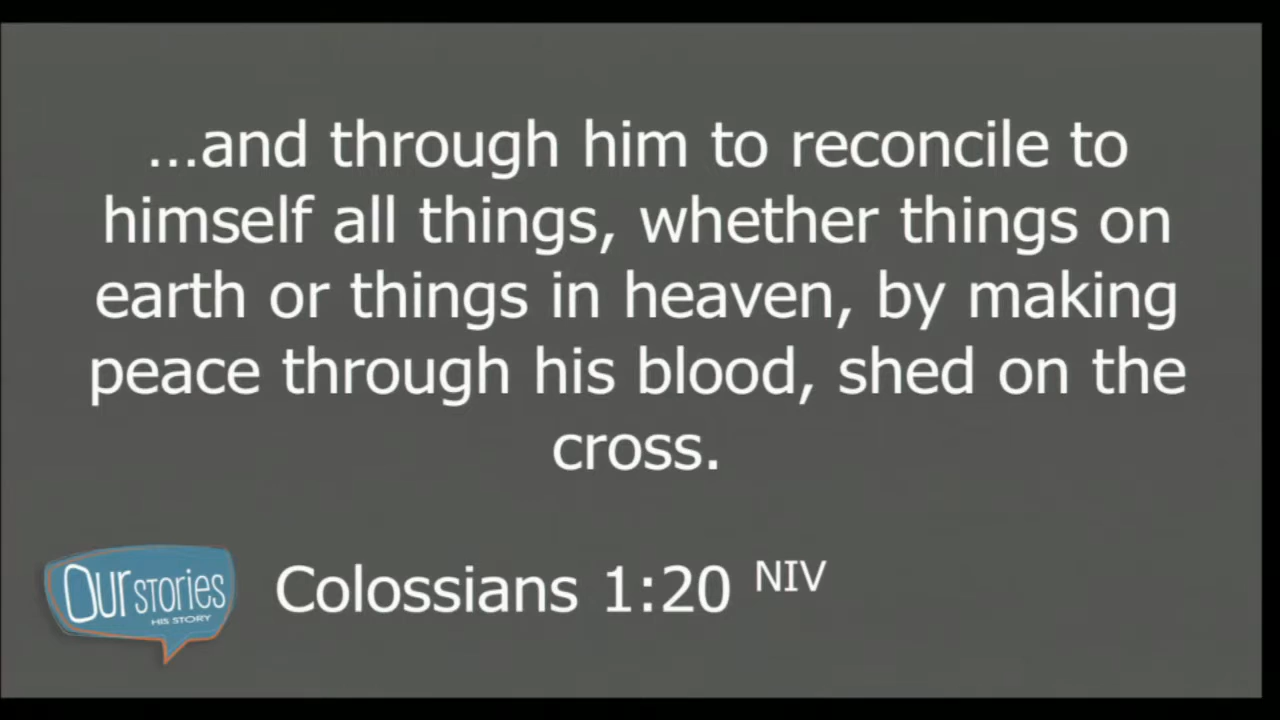 ...and through him to reconcile to
himself all things, whether things on
earth or things in heaven, by making
peace through his blood, shed on the
cross.
Colossians 1:20 NIV
Our STORIES
HIS STORY